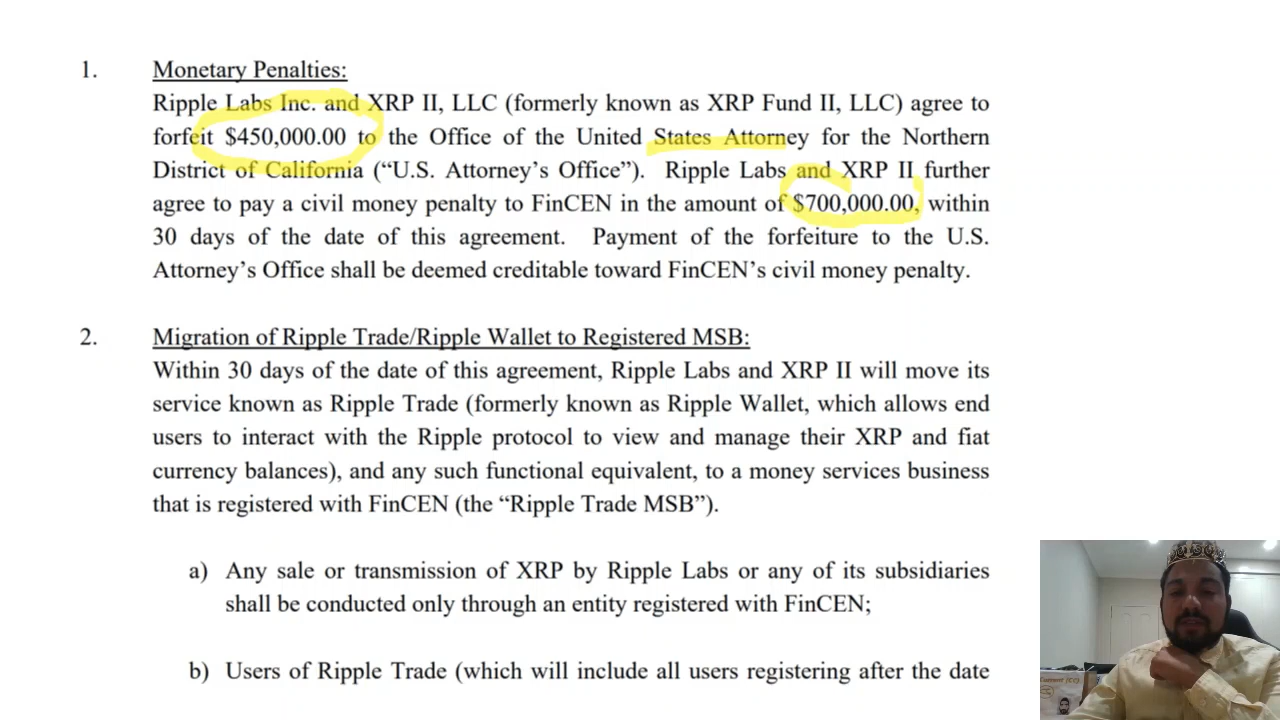 1. Monetary Penalties:
Ripple Labs Inc. and XRP II, LLC (formerly known as XRP Fund II, LLC) agree to
forfeit $450,000.00 to the Office of the United States Attorney for the Northern
District of California (“U.S. Attorney’s Office”). Ripple Labs and XRP II further
agree to pay a civil money penalty to FinCEN in the amount of $700,000.00, within
30 days of the date of this agreement. Payment of the forfeiture to the U.S.
Attorney’s Office shall be deemed creditable toward FinCEN’s civil money penalty.
2. Migration of Ripple Trade/Ripple Wallet to Registered MSB:
Within 30 days of the date of this agreement, Ripple Labs and XRP II will move its
service known as Ripple Trade (formerly known as Ripple Wallet, which allows end
users to interact with the Ripple protocol to view and manage their XRP and fiat
currency balances), and any such functional equivalent, to a money services business
that is registered with FinCEN (the “Ripple Trade MSB”).
a) Any sale or transmission of XRP by Ripple Labs or any of its subsidiaries
shall be conducted only through an entity registered with FinCEN;
b) Users of Ripple Trade (which will include all users registering after the date